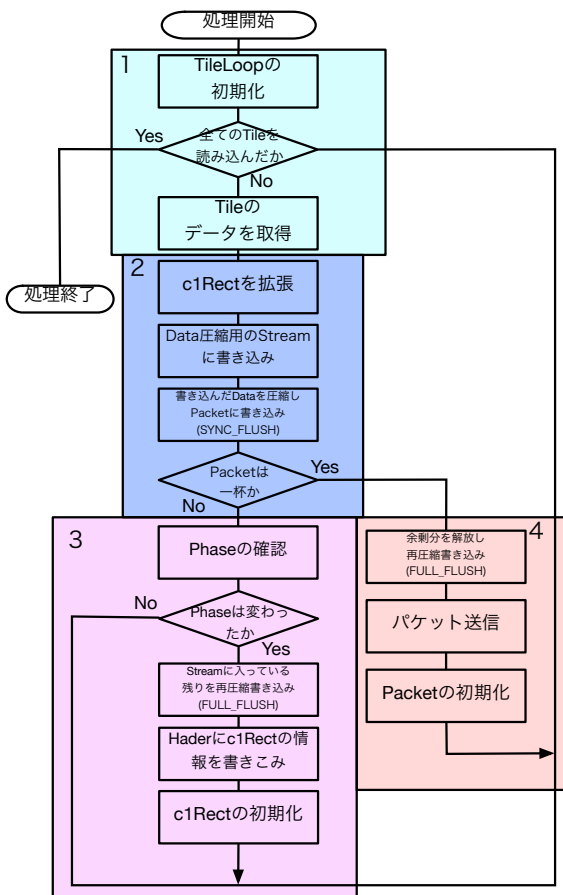 処理開始
1
TileLoopの
初期化
全てのTileを
読み込んだか
Yes
No
Tileの
データを取得
処理終了
2
c1Rectを拡張
Data圧縮用のStream
に書き込み
書き込んだDataを圧縮し
Packetに書き込み
(SYNC_FLUSH)
Packetは
一杯か
Yes
No
3
Phaseの確認
Phaseは変わっ
たか
No
Yes
Streamに入っている
残りを再圧縮書き込み
(FULL_FLUSH)
Haderにc1Rectの情
報を書きこみ
c1Rectの初期化
4
余剰分を解放し
再圧縮書き込み
(FULL_FLUSH)
パケット送信
Packetの初期化